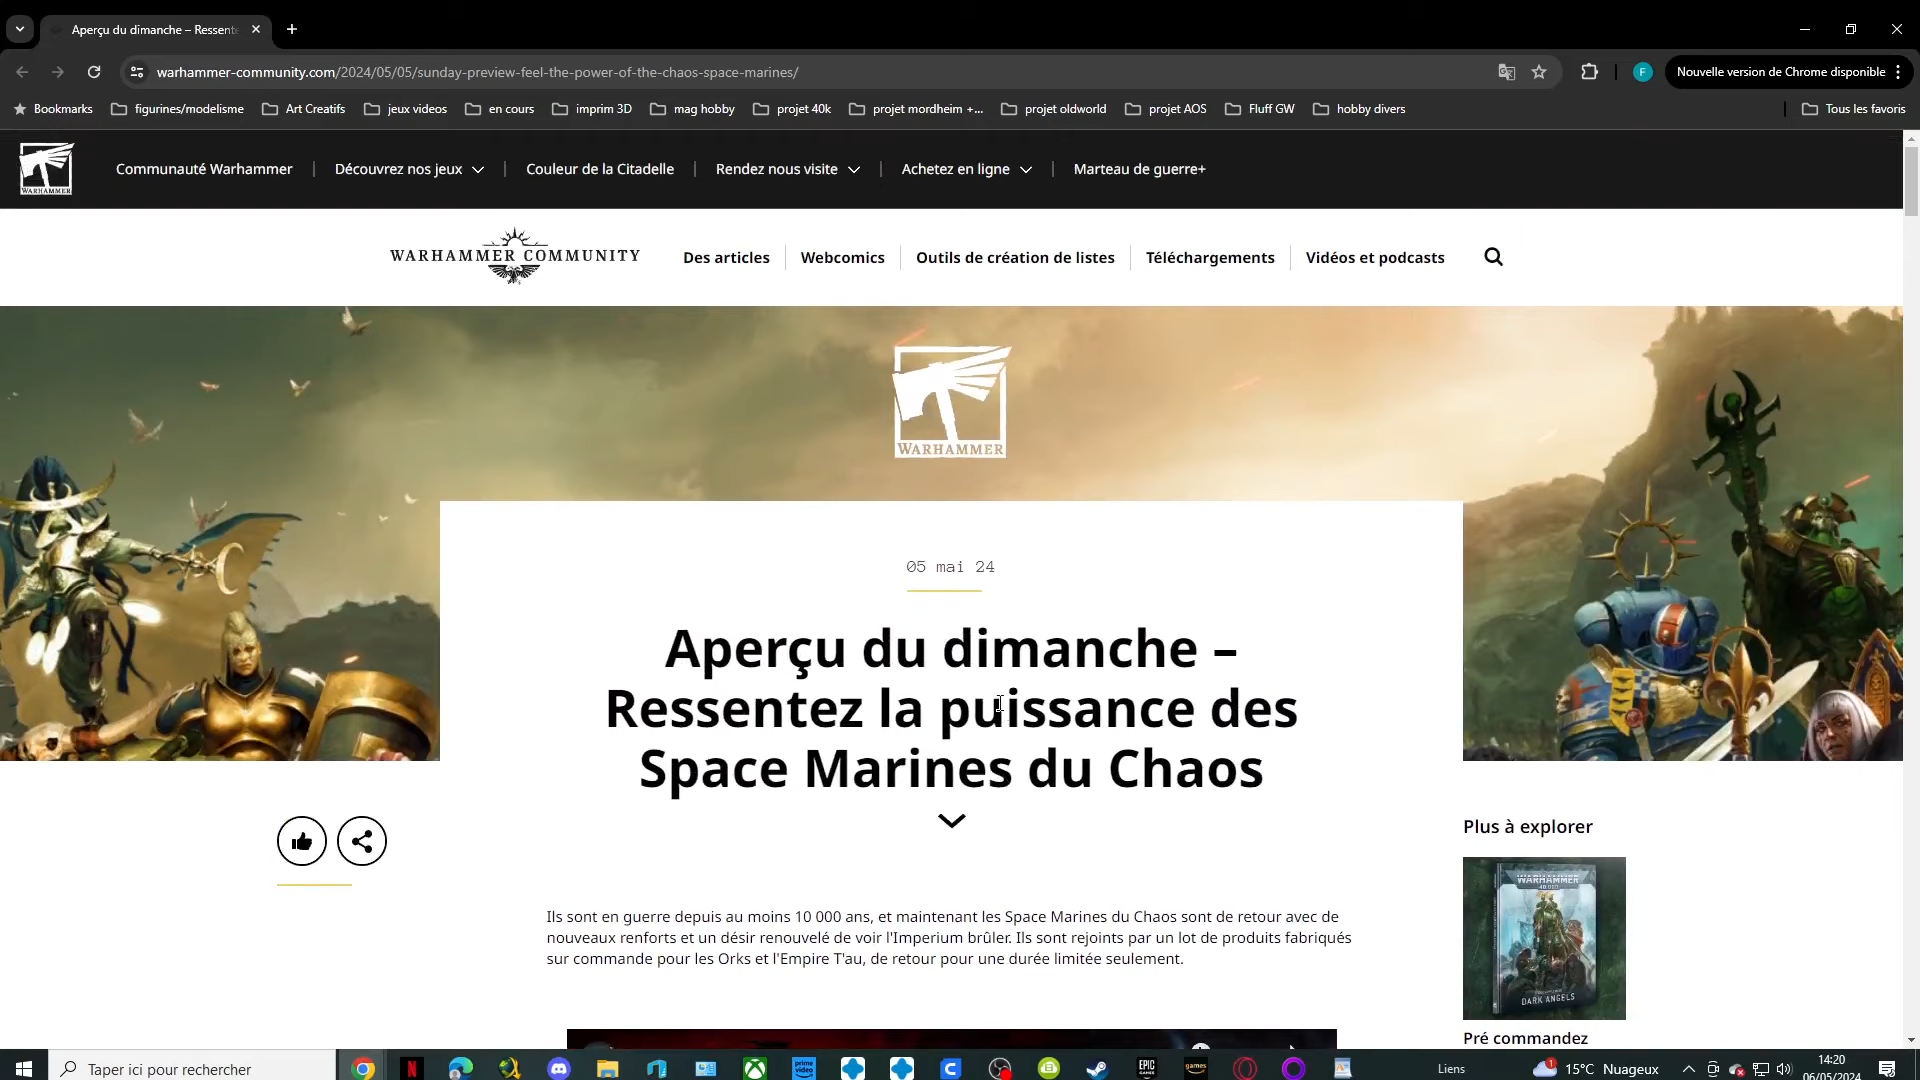 Aperçu du dimanche – Ressent
warhammer-community.com/2024/05/05/sunday-preview-feel-the-power-of-the-chaos-space-marines/
F
Nouvelle version de Chrome disponible
Bookmarks
figurines/modelisme
Art Creatifs
jeux videos
en cours
imprim 3D
mag hobby
projet 40k
projet mordheim +...
projet oldworld
projet AOS
Fluff GW
hobby divers
Tous les favoris
WARHAMMER
Communauté Warhammer
Découvrez nos jeux
Couleur de la Citadelle
Rendez nous visite
Achetez en ligne
Marteau de guerre+
WARHAMMER COMMUNITY
Des articles
Webcomics
Outils de création de listes
Téléchargements
Vidéos et podcasts
WARHAMMER
05 mai 24
Aperçu du dimanche –
Ressentez la puissance des
Space Marines du Chaos
Ils sont en guerre depuis au moins 10 000 ans, et maintenant les Space Marines du Chaos sont de retour avec de
nouveaux renforts et un désir renouvelé de voir l'Imperium brûler. Ils sont rejoints par un lot de produits fabriqués
sur commande pour les Orks et l'Empire T'au, de retour pour une durée limitée seulement.
Plus à explorer
WARHAMMER
40,000
DARK ANGELS
Pré commandez
Taper ici pour rechercher
Liens
15°C Nuageux
14:20
06/05/2024